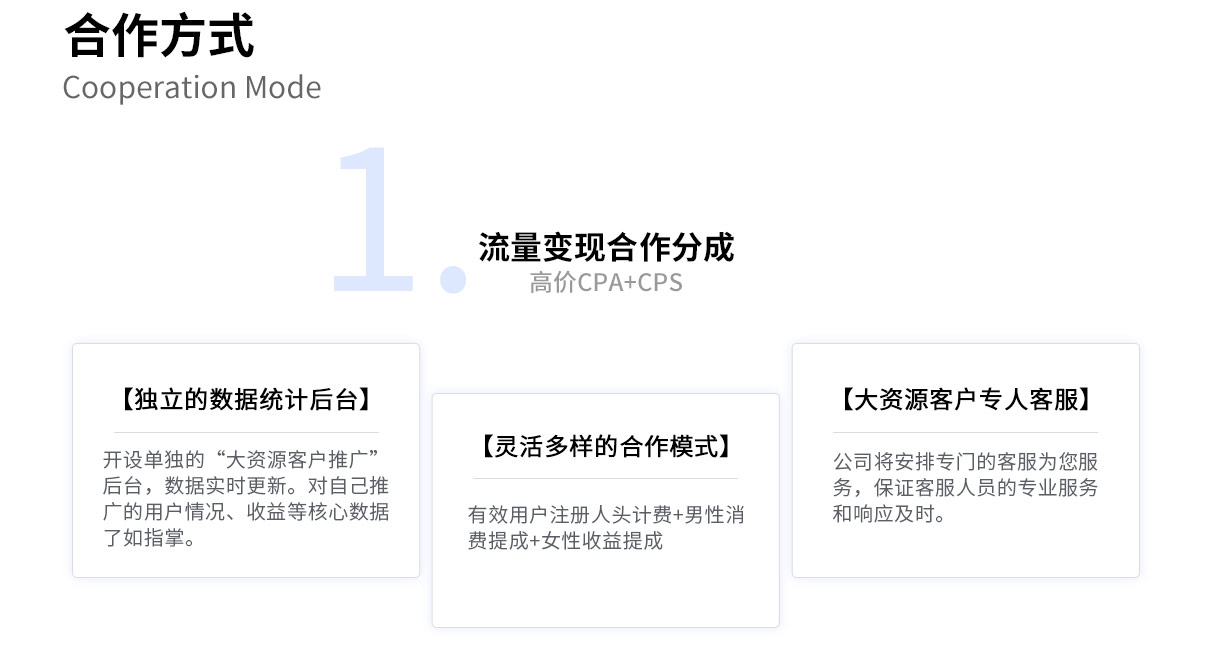 合作方式
Cooperation Mode
1.
流量变现合作分成
高价CPA+CPS
【独立的数据统计后台】
开设单独的“大资源客户推广”
后台，数据实时更新。对自己推
广的用户情况、收益等核心数据
了如指掌。
【灵活多样的合作模式】
有效用户注册人头计费+男性消
费提成+女性收益提成
【大资源客户专人客服】
公司将安排专门的客服为您服
务，保证客服人员的专业服务
和响应及时。